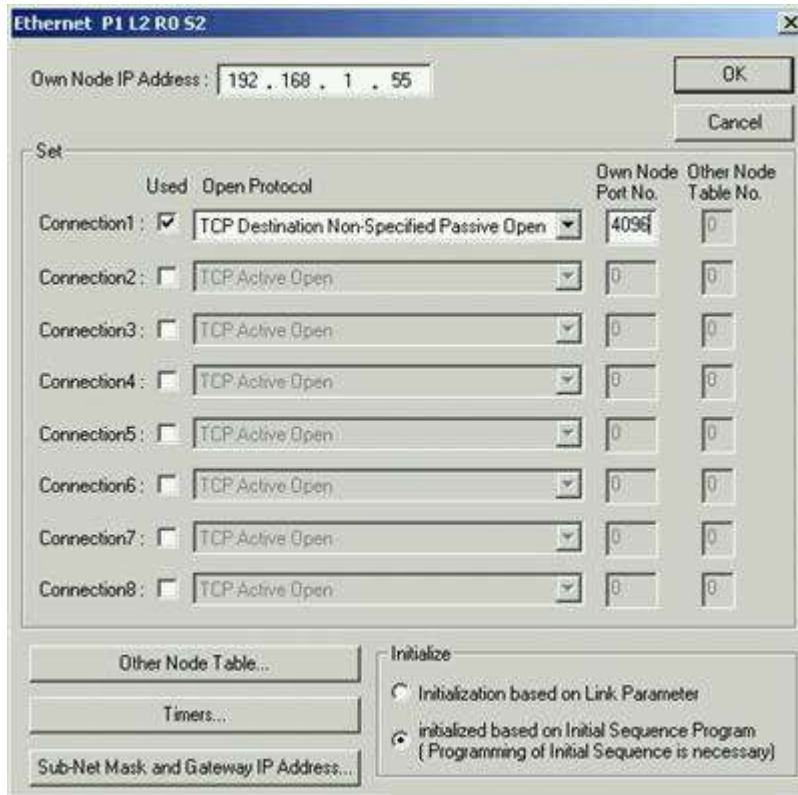 Ethernet P1 L2 R0 S2
Own Node IP Address : 192 . 168 . 1 . 55
OK
Cancel
Set
Used Open Protocol Own Node Port No. Other Node Table No.
Connection1 : TCP Destination Non-Specified Passive Open 4096 0
Connection2 : TCP Active Open 0 0
Connection3 : TCP Active Open 0 0
Connection4 : TCP Active Open 0 0
Connection5 : TCP Active Open 0 0
Connection6 : TCP Active Open 0 0
Connection7 : TCP Active Open 0 0
Connection8 : TCP Active Open 0 0
Other Node Table...
Timers...
Sub-Net Mask and Gateway IP Address...
Initialize
Initialization based on Link Parameter
initialized based on Initial Sequence Program
( Programming of Initial Sequence is necessary)